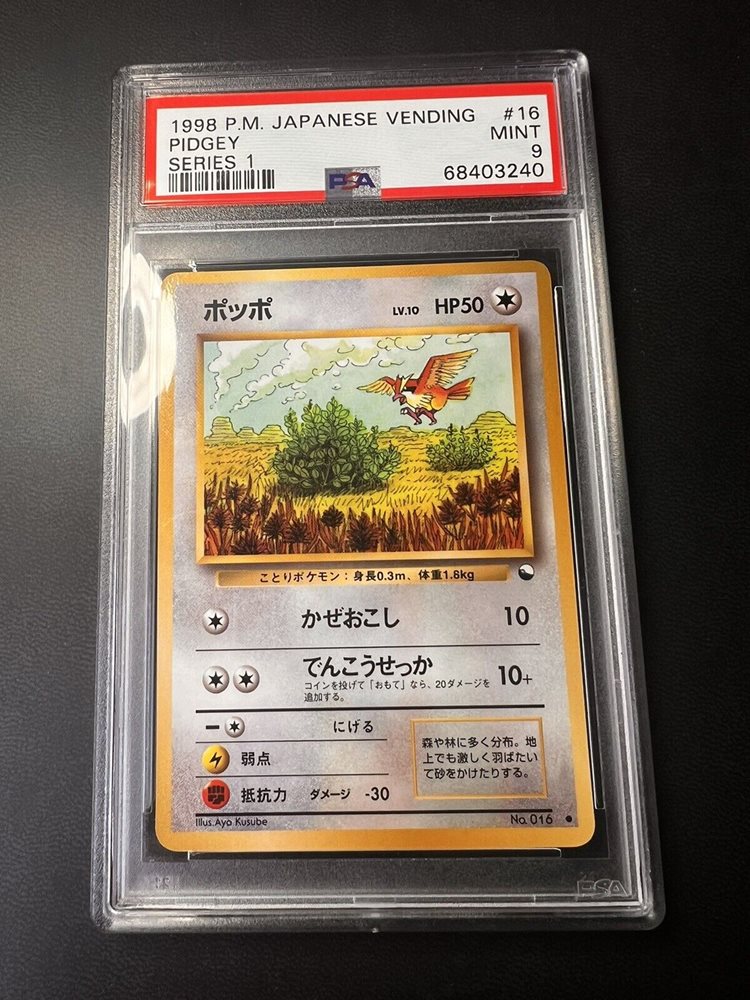 1998 P.M. JAPANESE VENDING #16
PIDGEY MINT
SERIES 1 9
PSA 68403240
ポッポ LV.10 HP50
ことりポケモン：身長0.3m、体重1.6kg
かぜおこし 10
でんこうせっか 10+
コインを投げて「おもて」なら、20ダメージを
追加する。
にげる
弱点
抵抗力 ダメージ -30
森や林に多く分布。地
上でも激しく羽ばたい
て砂をかけたりする。
Illus.Ayo Kusube No. 016
PSA